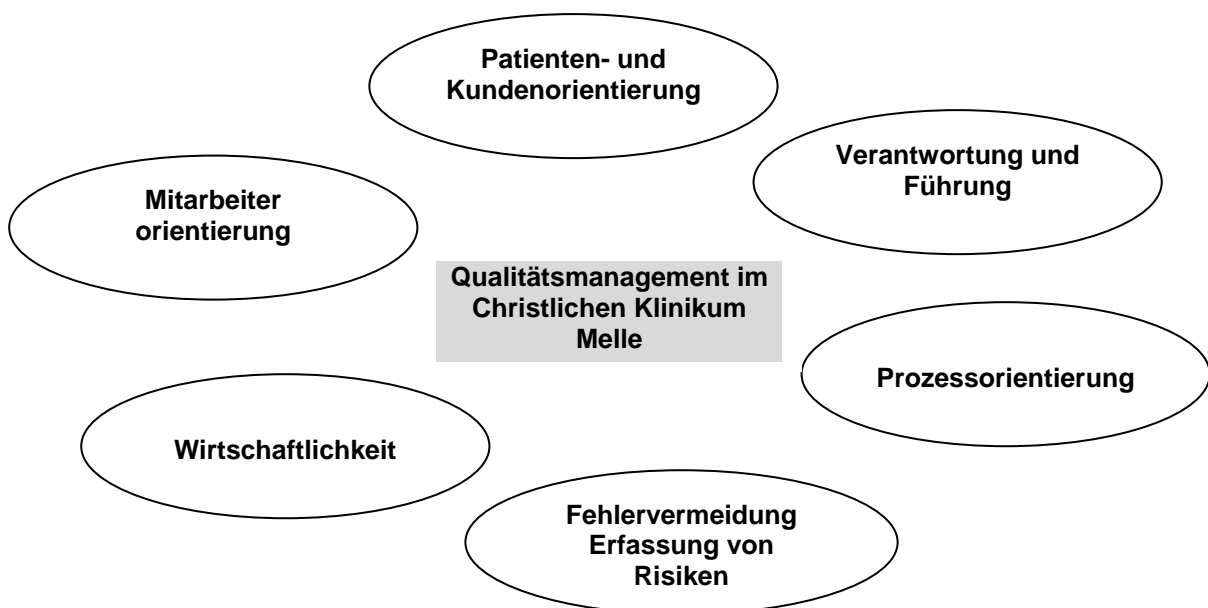 Patienten- und
Kundenorientierung
Verantwortung und
Führung
Mitarbeiter
orientierung
Qualitätsmanagement im
Christlichen Klinikum
Melle
Prozessorientierung
Wirtschaftlichkeit
Fehlervermeidung
Erfassung von
Risiken